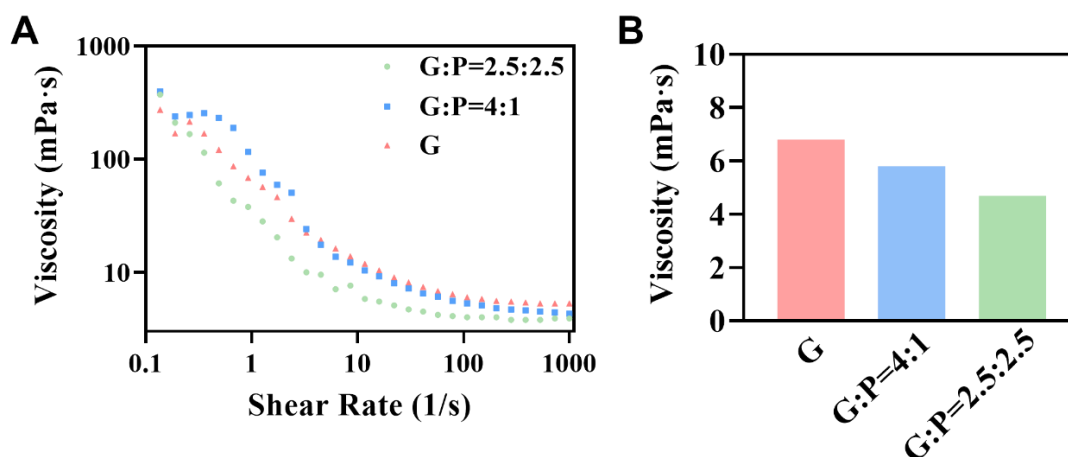 A
Viscosity (mPa·s)
1000
100
10
0.1
1
10
100
1000
Shear Rate (1/s)
G:P=2.5:2.5
G:P=4:1
G
B
Viscosity (mPa·s)
10
8
6
4
2
0
G
G:P=4:1
G:P=2.5:2.5